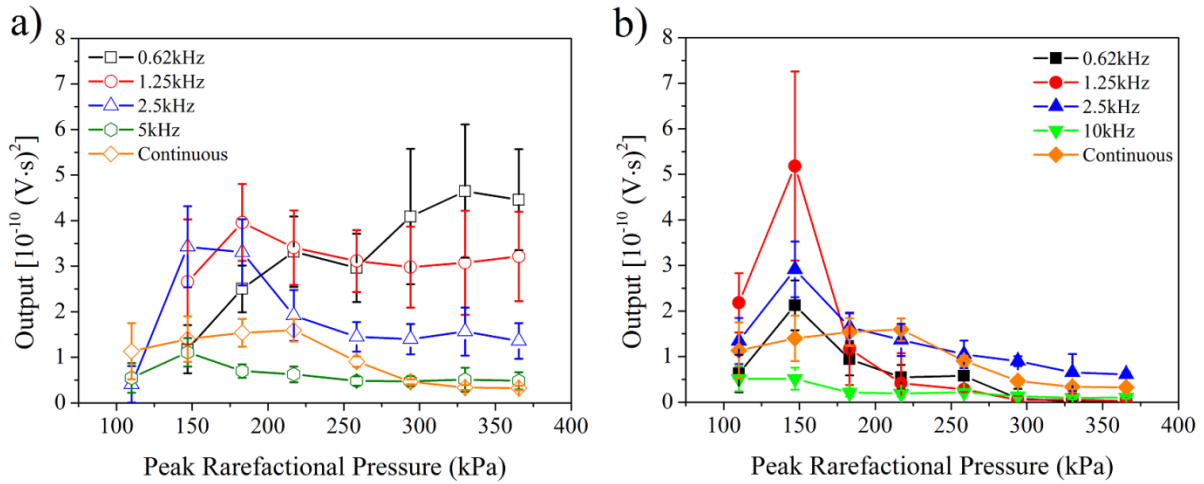 a)
8
7
6
5
4
3
2
1
0
Output [10⁻¹⁰ (V·s)²]
0.62kHz
1.25kHz
2.5kHz
5kHz
Continuous
100 150 200 250 300 350 400
Peak Rarefactional Pressure (kPa)
b)
8
7
6
5
4
3
2
1
0
Output [10⁻¹⁰ (V·s)²]
0.62kHz
1.25kHz
2.5kHz
10kHz
Continuous
100 150 200 250 300 350 400
Peak Rarefactional Pressure (kPa)